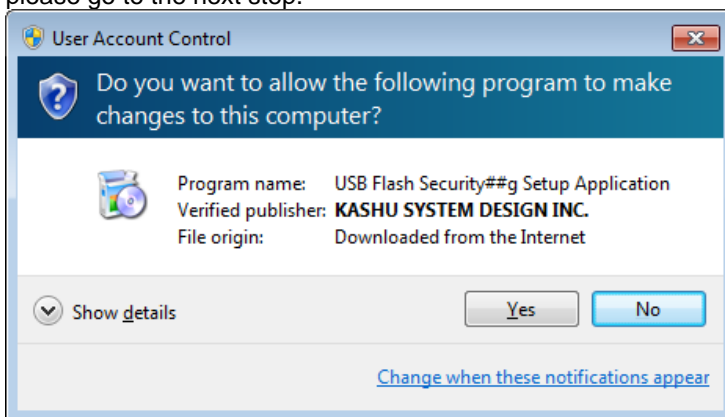 please go to the next step.
User Account Control
Do you want to allow the following program to make
changes to this computer?
Program name: USB Flash Security##g Setup Application
Verified publisher: KASHU SYSTEM DESIGN INC.
File origin: Downloaded from the Internet
Show details
Yes
No
Change when these notifications appear